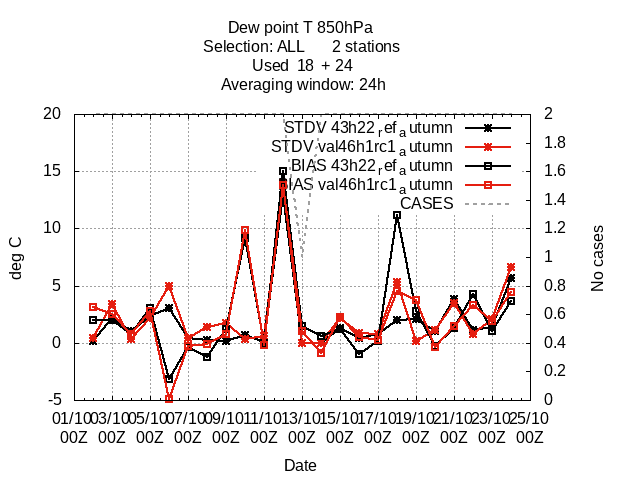 Dew point T 850hPa
Selection: ALL 2 stations
Used 18 + 24
Averaging window: 24h
20
15
10
5
0
-5
deg C
2
1.8
1.6
1.4
1.2
1
0.8
0.6
0.4
0.2
0
No cases
STDV 43h22refautumn
STDV val46h1rc1autumn
BIAS 43h22refautumn
BIAS val46h1rc1autumn
CASES
01/10 03/10 05/10 07/10 09/10 11/10 13/10 15/10 17/10 19/10 21/10 23/10 25/10
00Z 00Z 00Z 00Z 00Z 00Z 00Z 00Z 00Z 00Z 00Z 00Z 00Z
Date